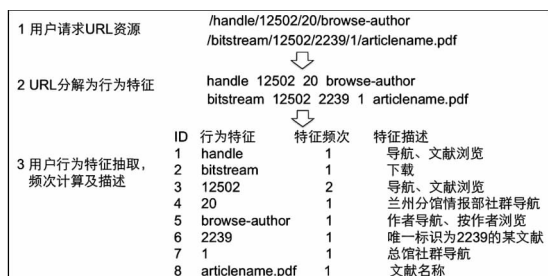 1 用户请求URL资源
/handle/12502/20/browse-author
/bitstream/12502/2239/1/articlename.pdf
2 URL分解为行为特征
handle 12502 20 browse-author
bitstream 12502 2239 1 articlename.pdf
3 用户行为特征抽取,
频次计算及描述
ID 行为特征 特征频次 特征描述
1 handle 1 导航、文献浏览
2 bitstream 1 下载
3 12502 2 导航、文献浏览
4 20 1 兰州分馆情报部社群导航
5 browse-author 1 作者导航、按作者浏览
6 2239 1 唯一标识为2239的某文献
7 1 1 总馆社群导航
8 articlename.pdf 1 文献名称